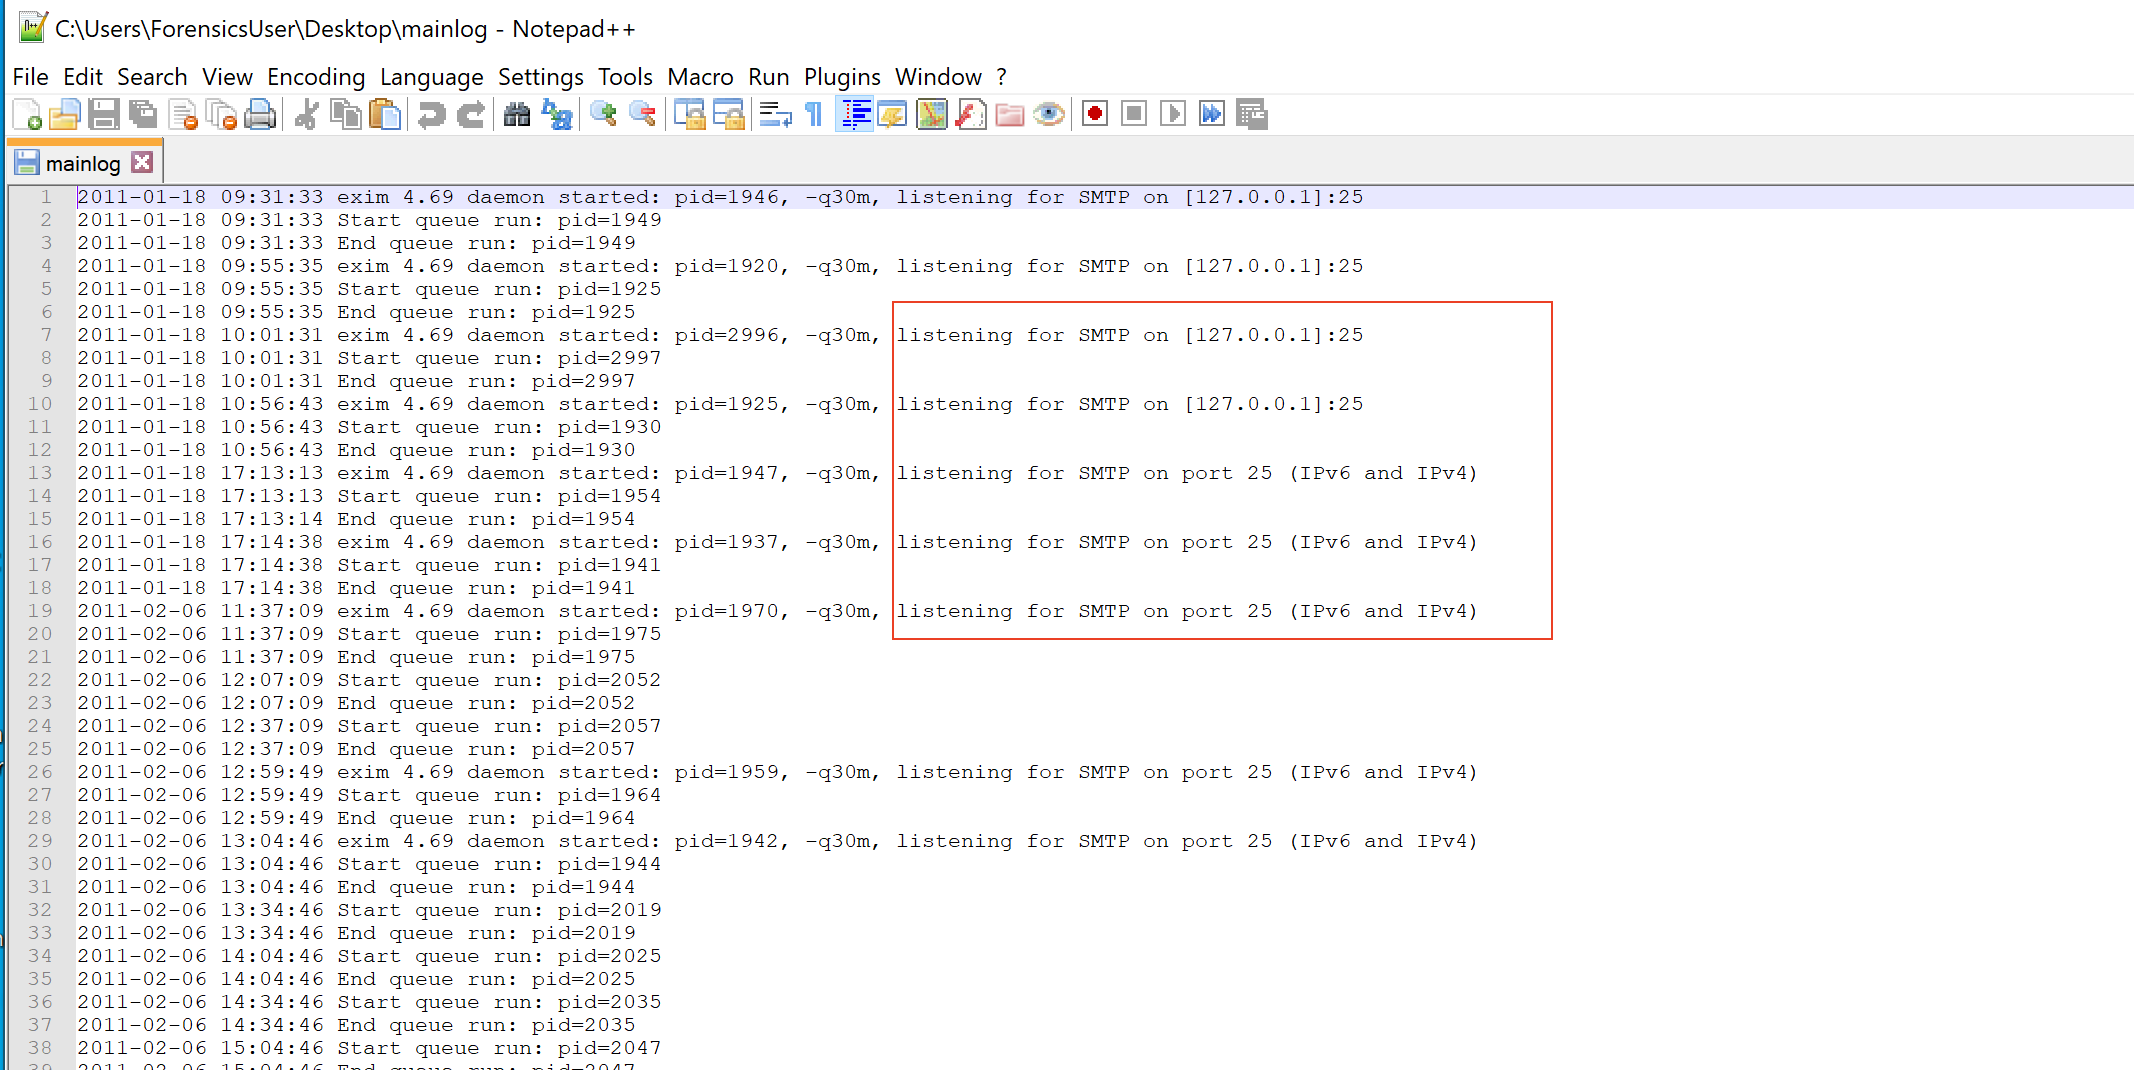 C:\Users\ForensicsUser\Desktop\mainlog - Notepad++
File Edit Search View Encoding Language Settings Tools Macro Run Plugins Window ?
mainlog
1 2011-01-18 09:31:33 exim 4.69 daemon started: pid=1946, -q30m, listening for SMTP on [127.0.0.1]:25
2 2011-01-18 09:31:33 Start queue run: pid=1949
3 2011-01-18 09:31:33 End queue run: pid=1949
4 2011-01-18 09:55:35 exim 4.69 daemon started: pid=1920, -q30m, listening for SMTP on [127.0.0.1]:25
5 2011-01-18 09:55:35 Start queue run: pid=1925
6 2011-01-18 09:55:35 End queue run: pid=1925
7 2011-01-18 10:01:31 exim 4.69 daemon started: pid=2996, -q30m, listening for SMTP on [127.0.0.1]:25
8 2011-01-18 10:01:31 Start queue run: pid=2997
9 2011-01-18 10:01:31 End queue run: pid=2997
10 2011-01-18 10:56:43 exim 4.69 daemon started: pid=1925, -q30m, listening for SMTP on [127.0.0.1]:25
11 2011-01-18 10:56:43 Start queue run: pid=1930
12 2011-01-18 10:56:43 End queue run: pid=1930
13 2011-01-18 17:13:13 exim 4.69 daemon started: pid=1947, -q30m, listening for SMTP on port 25 (IPv6 and IPv4)
14 2011-01-18 17:13:13 Start queue run: pid=1954
15 2011-01-18 17:13:14 End queue run: pid=1954
16 2011-01-18 17:14:38 exim 4.69 daemon started: pid=1937, -q30m, listening for SMTP on port 25 (IPv6 and IPv4)
17 2011-01-18 17:14:38 Start queue run: pid=1941
18 2011-01-18 17:14:38 End queue run: pid=1941
19 2011-02-06 11:37:09 exim 4.69 daemon started: pid=1970, -q30m, listening for SMTP on port 25 (IPv6 and IPv4)
20 2011-02-06 11:37:09 Start queue run: pid=1975
21 2011-02-06 11:37:09 End queue run: pid=1975
22 2011-02-06 12:07:09 Start queue run: pid=2052
23 2011-02-06 12:07:09 End queue run: pid=2052
24 2011-02-06 12:37:09 Start queue run: pid=2057
25 2011-02-06 12:37:09 End queue run: pid=2057
26 2011-02-06 12:59:49 exim 4.69 daemon started: pid=1959, -q30m, listening for SMTP on port 25 (IPv6 and IPv4)
27 2011-02-06 12:59:49 Start queue run: pid=1964
28 2011-02-06 12:59:49 End queue run: pid=1964
29 2011-02-06 13:04:46 exim 4.69 daemon started: pid=1942, -q30m, listening for SMTP on port 25 (IPv6 and IPv4)
30 2011-02-06 13:04:46 Start queue run: pid=1944
31 2011-02-06 13:04:46 End queue run: pid=1944
32 2011-02-06 13:34:46 Start queue run: pid=2019
33 2011-02-06 13:34:46 End queue run: pid=2019
34 2011-02-06 14:04:46 Start queue run: pid=2025
35 2011-02-06 14:04:46 End queue run: pid=2025
36 2011-02-06 14:34:46 Start queue run: pid=2035
37 2011-02-06 14:34:46 End queue run: pid=2035
38 2011-02-06 15:04:46 Start queue run: pid=2047
39 2011-02-06 15:04:46 End queue run: pid=2047